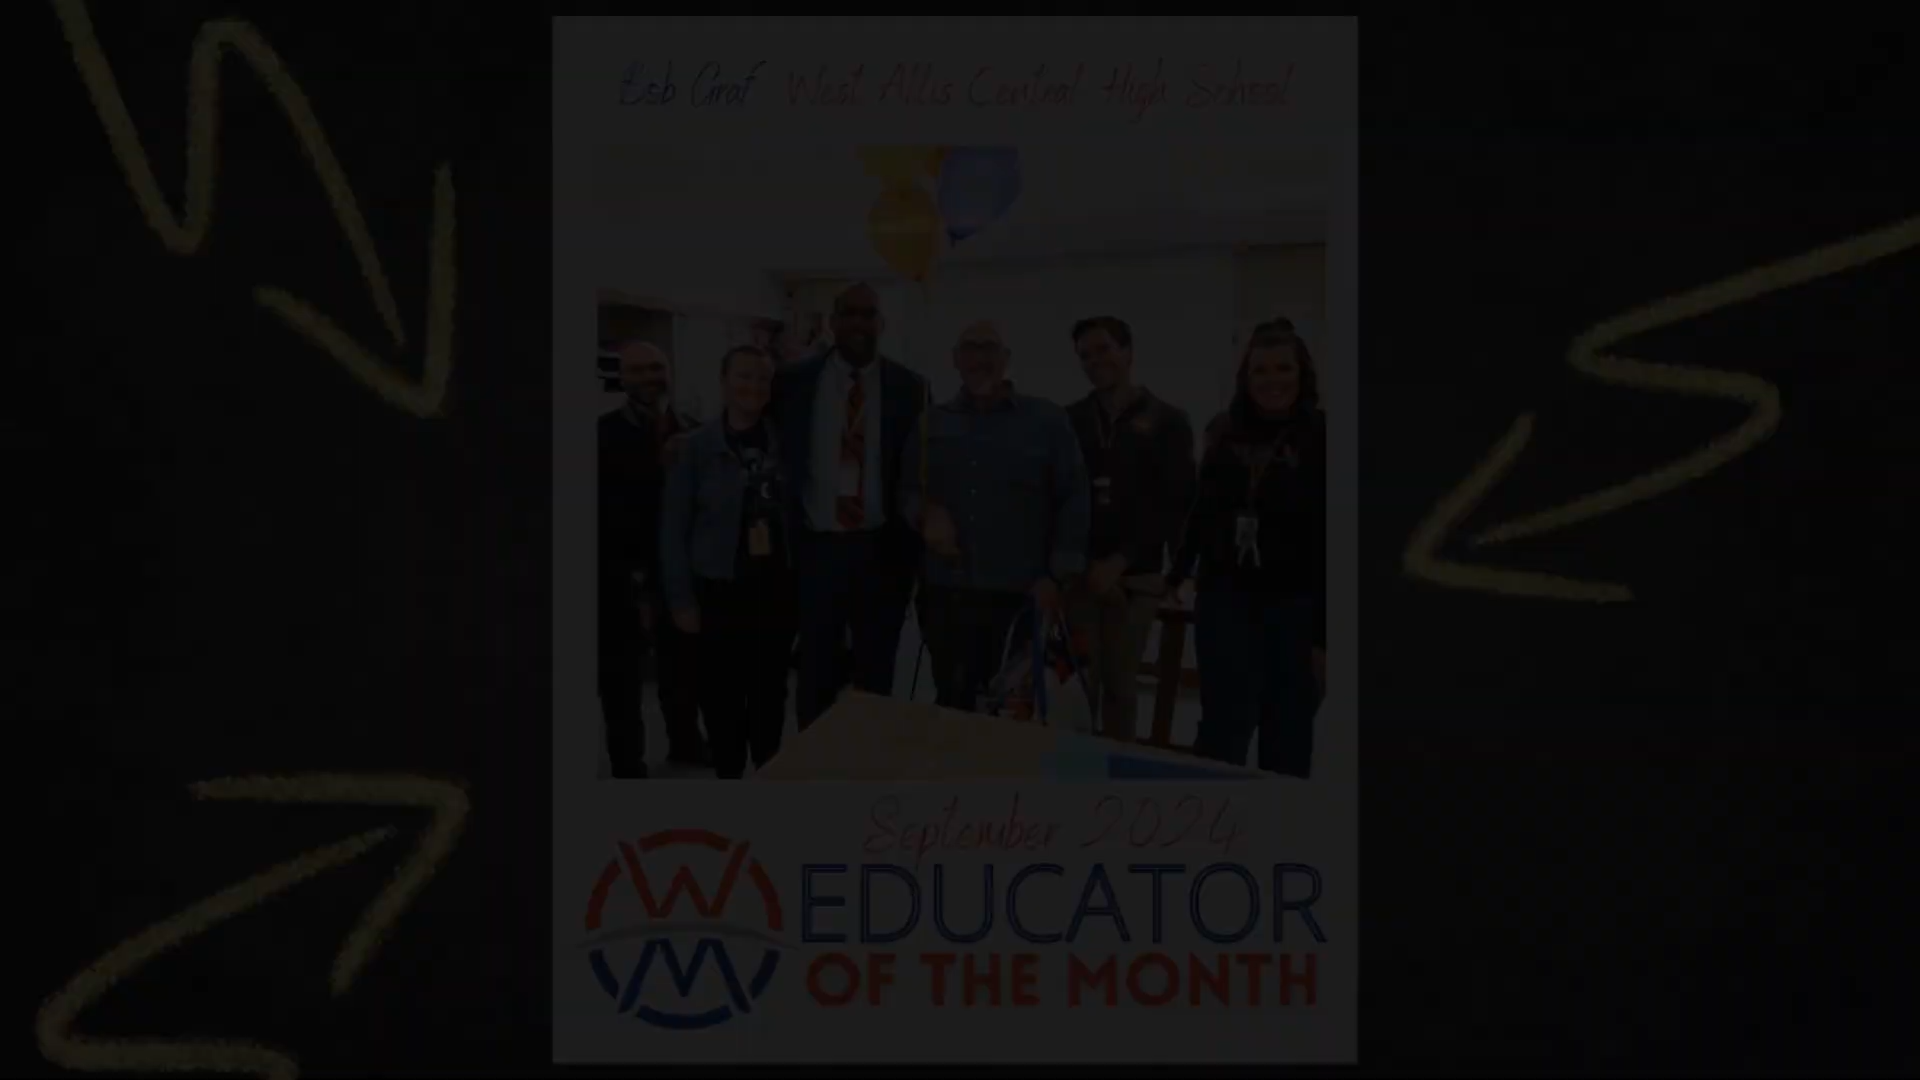 Bob Graf West Allis Central High School
September 2024
W EDUCATOR
M OF THE MONTH